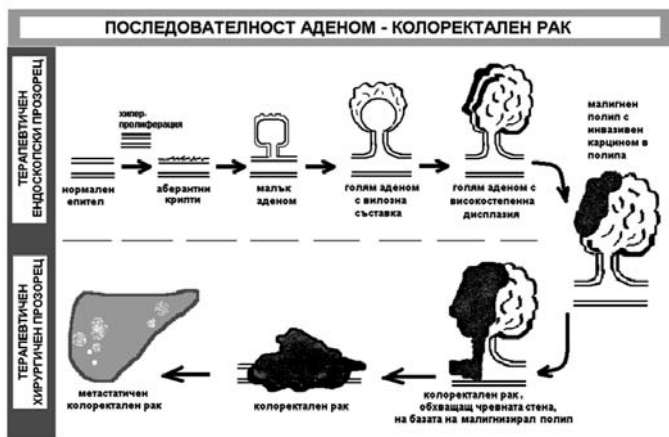 ПОСЛЕДОВАТЕЛНОСТ АДЕНОМ - КОЛОРЕКТАЛЕН РАК
ТЕРАПЕВТИЧЕН
ЕНДОСКОПСКИ ПРОЗОРЕЦ
хипер-
пролиферация
нормален
епител
аберантни
крипти
малък
аденом
голям аденом
с вилозна
съставка
голям аденом с
високостепенна
дисплазия
малигнен
полип с
инвазивен
карцином в
полипа
ТЕРАПЕВТИЧЕН
ХИРУРГИЧЕН ПРОЗОРЕЦ
метастатичен
колоректален рак
колоректален рак
колоректален рак ,
обхващащ чревната стена,
на базата на малигнизирал полип